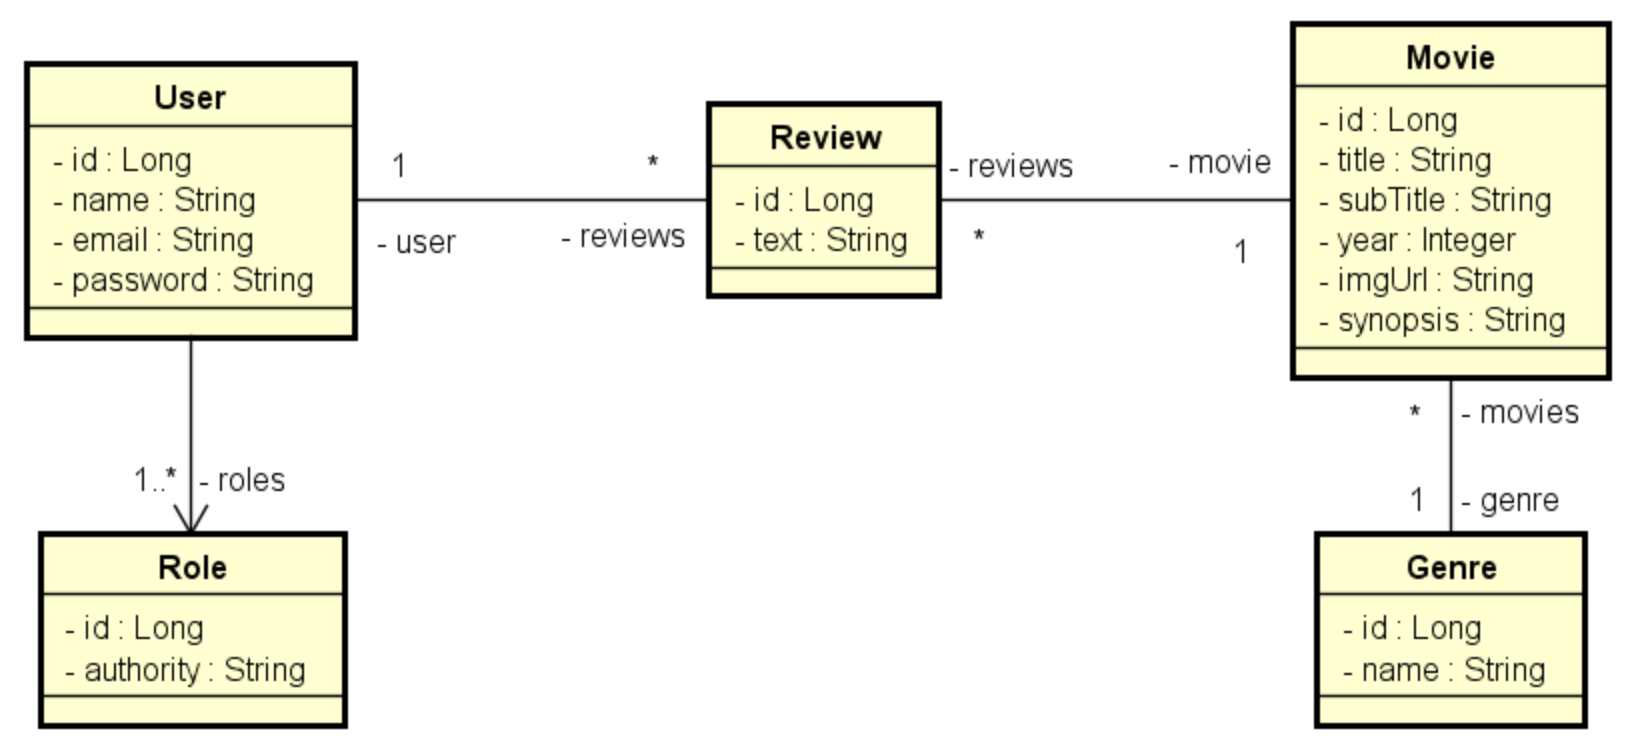 User
- id : Long
- name : String
- email : String
- password : String
1
*
- user
- reviews
Review
- id : Long
- text : String
- reviews
- movie
*
1
Movie
- id : Long
- title : String
- subTitle : String
- year : Integer
- imgUrl : String
- synopsis : String
1..*
- roles
Role
- id : Long
- authority : String
*
- movies
1
- genre
Genre
- id : Long
- name : String